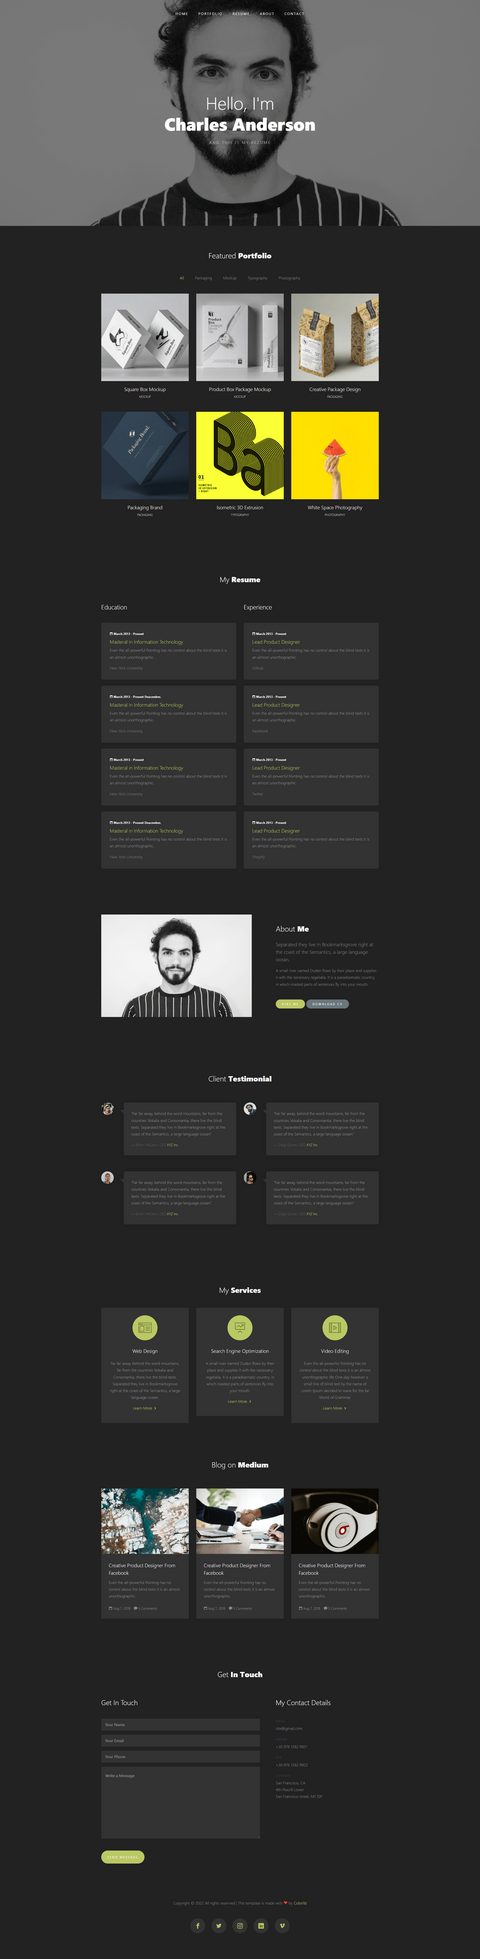 HOME PORTFOLIO RESUME ABOUT CONTACT
Hello, I'm
Charles Anderson
AND THIS IS MY RESUME
Featured Portfolio
All Packaging Mockup Typography Photography
Square Box Mockup
MOCKUP
Product Box Package Mockup
MOCKUP
Creative Package Design
PACKAGING
Packaging Brand
PACKAGING
Isometric 3D Extrusion
TYPOGRAPHY
White Space Photography
PHOTOGRAPHY
My Resume
Education
March 2013 - Present
Masteral in Information Technology
Even the all-powerful Pointing has no control about the blind texts it is
an almost unorthographic.
New York University
March 2013 - Present
Masteral in Information Technology
Even the all-powerful Pointing has no control about the blind texts it is
an almost unorthographic.
New York University
March 2013 - Present
Masteral in Information Technology
Even the all-powerful Pointing has no control about the blind texts it is
an almost unorthographic.
New York University
March 2013 - Present
Masteral in Information Technology
Even the all-powerful Pointing has no control about the blind texts it is
an almost unorthographic.
New York University
Experience
March 2013 - Present
Lead Product Designer
Even the all-powerful Pointing has no control about the blind texts it is
an almost unorthographic.
March 2013 - Present
Lead Product Designer
Even the all-powerful Pointing has no control about the blind texts it is
an almost unorthographic.
Facebook
March 2013 - Present
Lead Product Designer
Even the all-powerful Pointing has no control about the blind texts it is
an almost unorthographic.
Twitter
March 2013 - Present
Lead Product Designer
Even the all-powerful Pointing has no control about the blind texts it is
an almost unorthographic.
Shopify
About Me
Separated they live in Bookmarksgrove right at
the coast of the Semantics, a large language
ocean.
A small river named Duden flows by their place and supplies
it with the necessary regelialia. It is a paradisematic country,
in which roasted parts of sentences fly into your mouth.
HIRE ME DOWNLOAD CV
Client Testimonial
"Far far away, behind the word mountains, far from the
countries Vokalia and Consonantia, there live the blind
texts. Separated they live in Bookmarksgrove right at the
coast of the Semantics, a large language ocean."
XYZ Inc.
"Far far away, behind the word mountains, far from the
countries Vokalia and Consonantia, there live the blind
texts. Separated they live in Bookmarksgrove right at the
coast of the Semantics, a large language ocean."
XYZ Inc.
"Far far away, behind the word mountains, far from the
countries Vokalia and Consonantia, there live the blind
texts. Separated they live in Bookmarksgrove right at the
coast of the Semantics, a large language ocean."
XYZ Inc.
"Far far away, behind the word mountains, far from the
countries Vokalia and Consonantia, there live the blind
texts. Separated they live in Bookmarksgrove right at the
coast of the Semantics, a large language ocean."
XYZ Inc.
My Services
Web Design
Far far away, behind the word mountains,
far from the countries Vokalia and
Consonantia, there live the blind texts.
Separated they live in Bookmarksgrove
right at the coast of the Semantics, a large
language ocean.
Learn More
Search Engine Optimization
A small river named Duden flows by their
place and supplies it with the necessary
regelialia. It is a paradisematic country, in
which roasted parts of sentences fly into
your mouth.
Learn More
Video Editing
Even the all-powerful Pointing has no
control about the blind texts it is an almost
unorthographic life One day however a
small line of blind text by the name of
Lorem Ipsum decided to leave for the far
World of Grammar.
Learn More
Blog on Medium
Creative Product Designer From
Facebook
Even the all-powerful Pointing has no
control about the blind texts it is an almost
unorthographic.
Aug 7, 2018
Creative Product Designer From
Facebook
Even the all-powerful Pointing has no
control about the blind texts it is an almost
unorthographic.
Aug 7, 2018
Creative Product Designer From
Facebook
Even the all-powerful Pointing has no
control about the blind texts it is an almost
unorthographic.
Aug 7, 2018
Get In Touch
Get In Touch
Your Name
Your Email
Your Phone
Write a Message
SEND MESSAGE
My Contact Details
San Francisco, CA
Copyright © 2022 All rights reserved | This template is made with by Colorlib